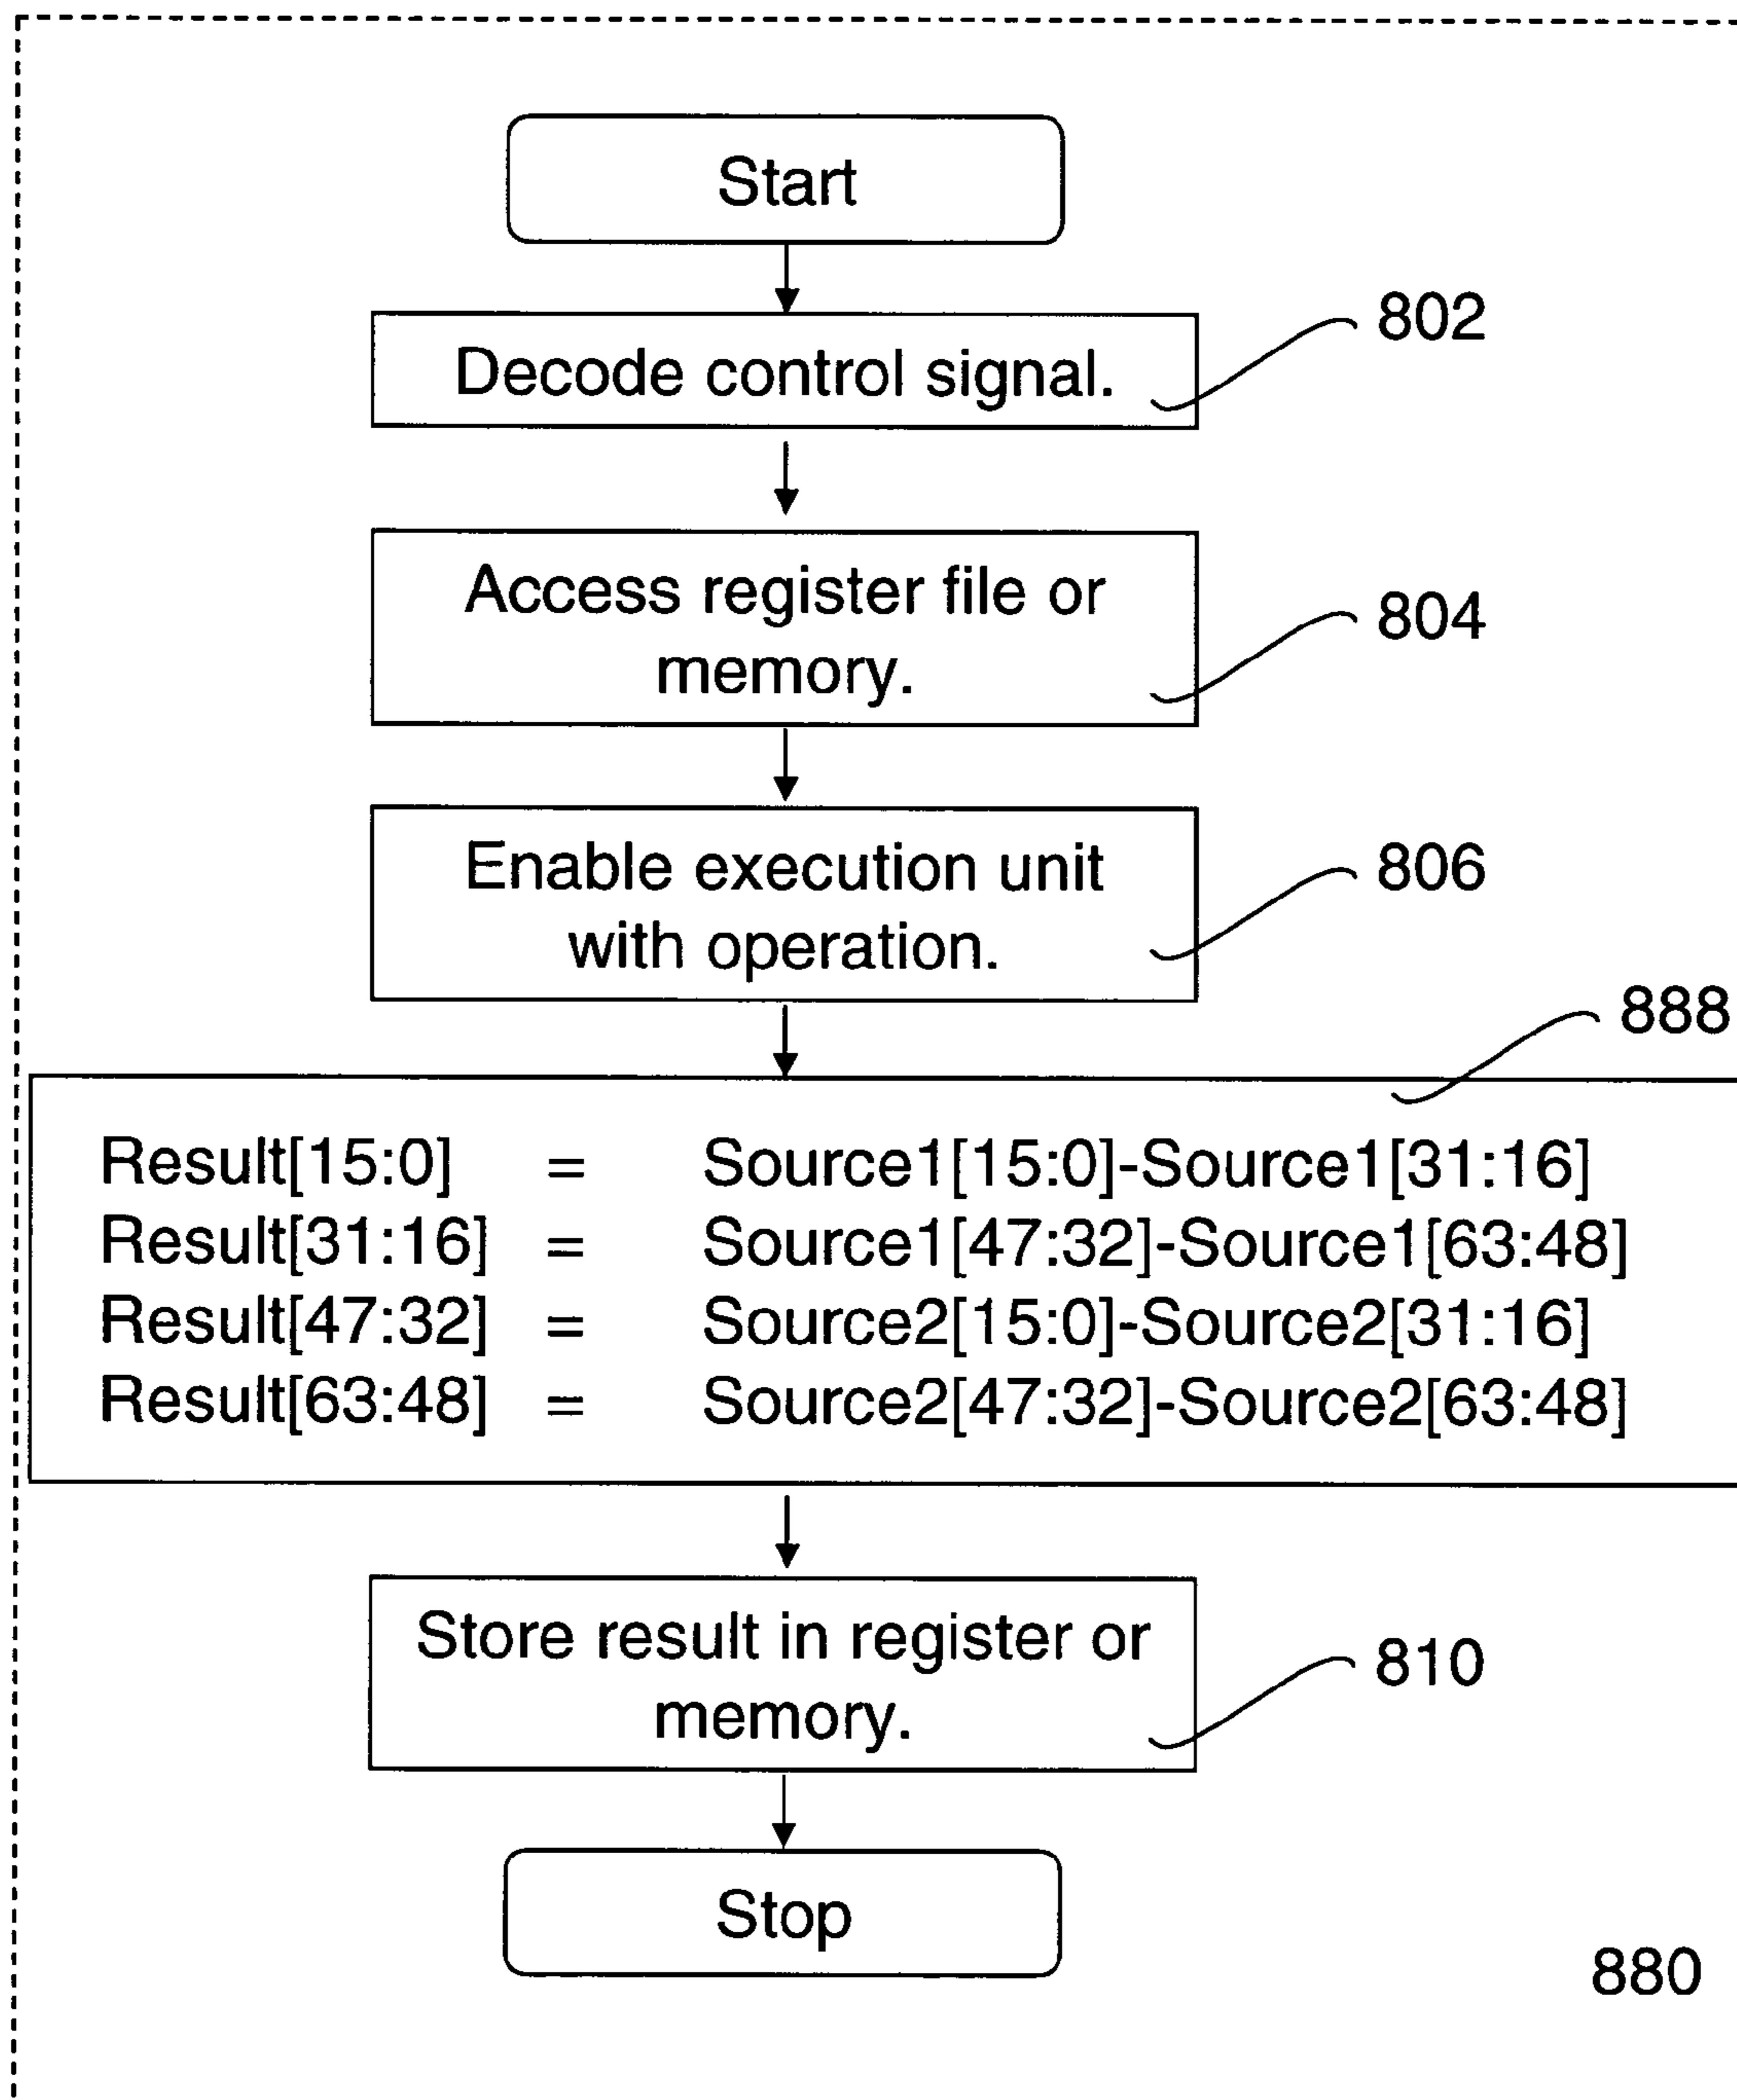 Start
Decode control signal.
802
Access register file or
memory.
804
Enable execution unit
with operation.
806
888
Result[15:0] = Source1[15:0]-Source1[31:16]
Result[31:16] = Source1[47:32]-Source1[63:48]
Result[47:32] = Source2[15:0]-Source2[31:16]
Result[63:48] = Source2[47:32]-Source2[63:48]
Store result in register or
memory.
810
Stop
880